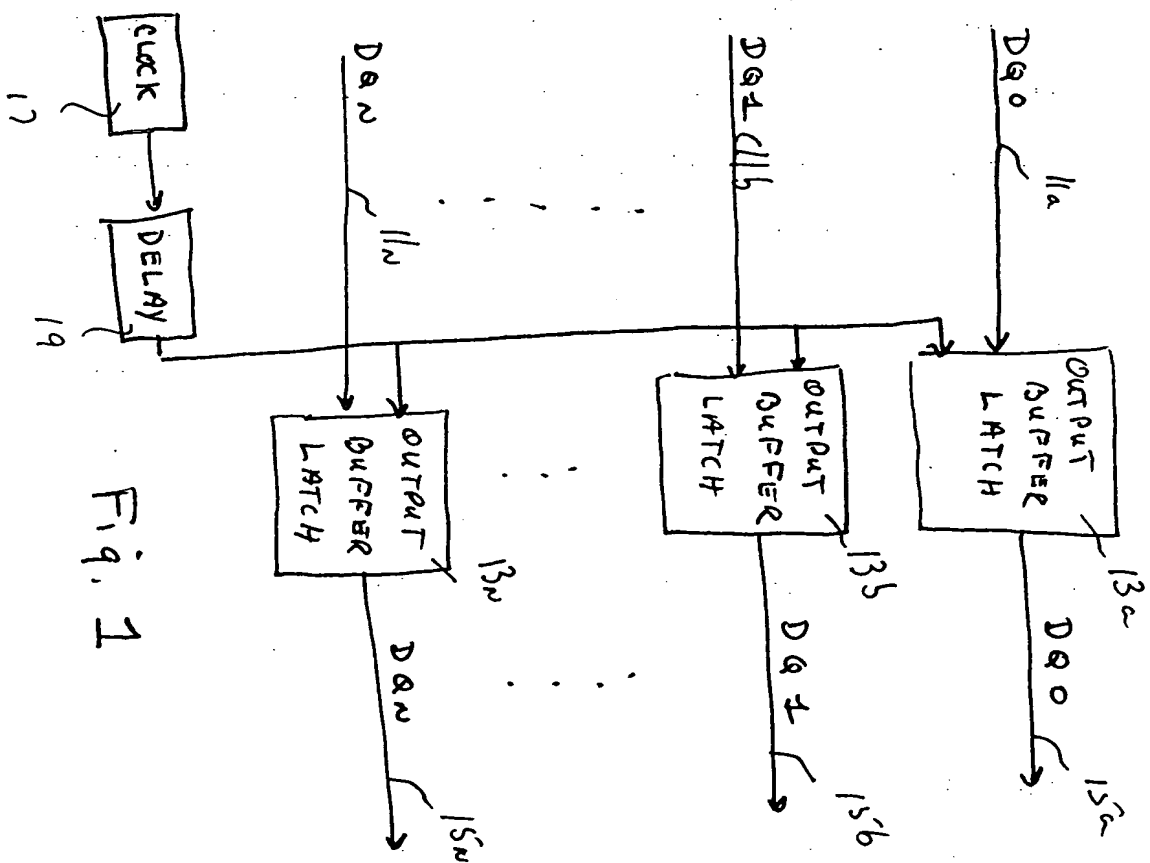 DQ0
11a
OUTPUT
BUFFER
LATCH
13a
DQ0
15a
DQ1
11b
OUTPUT
BUFFER
LATCH
13b
DQ1
15b
. . . . .
. . .
. . . .
DQN
11N
OUTPUT
BUFFER
LATCH
13N
DQN
15N
CLOCK
17
DELAY
19
Fig. 1